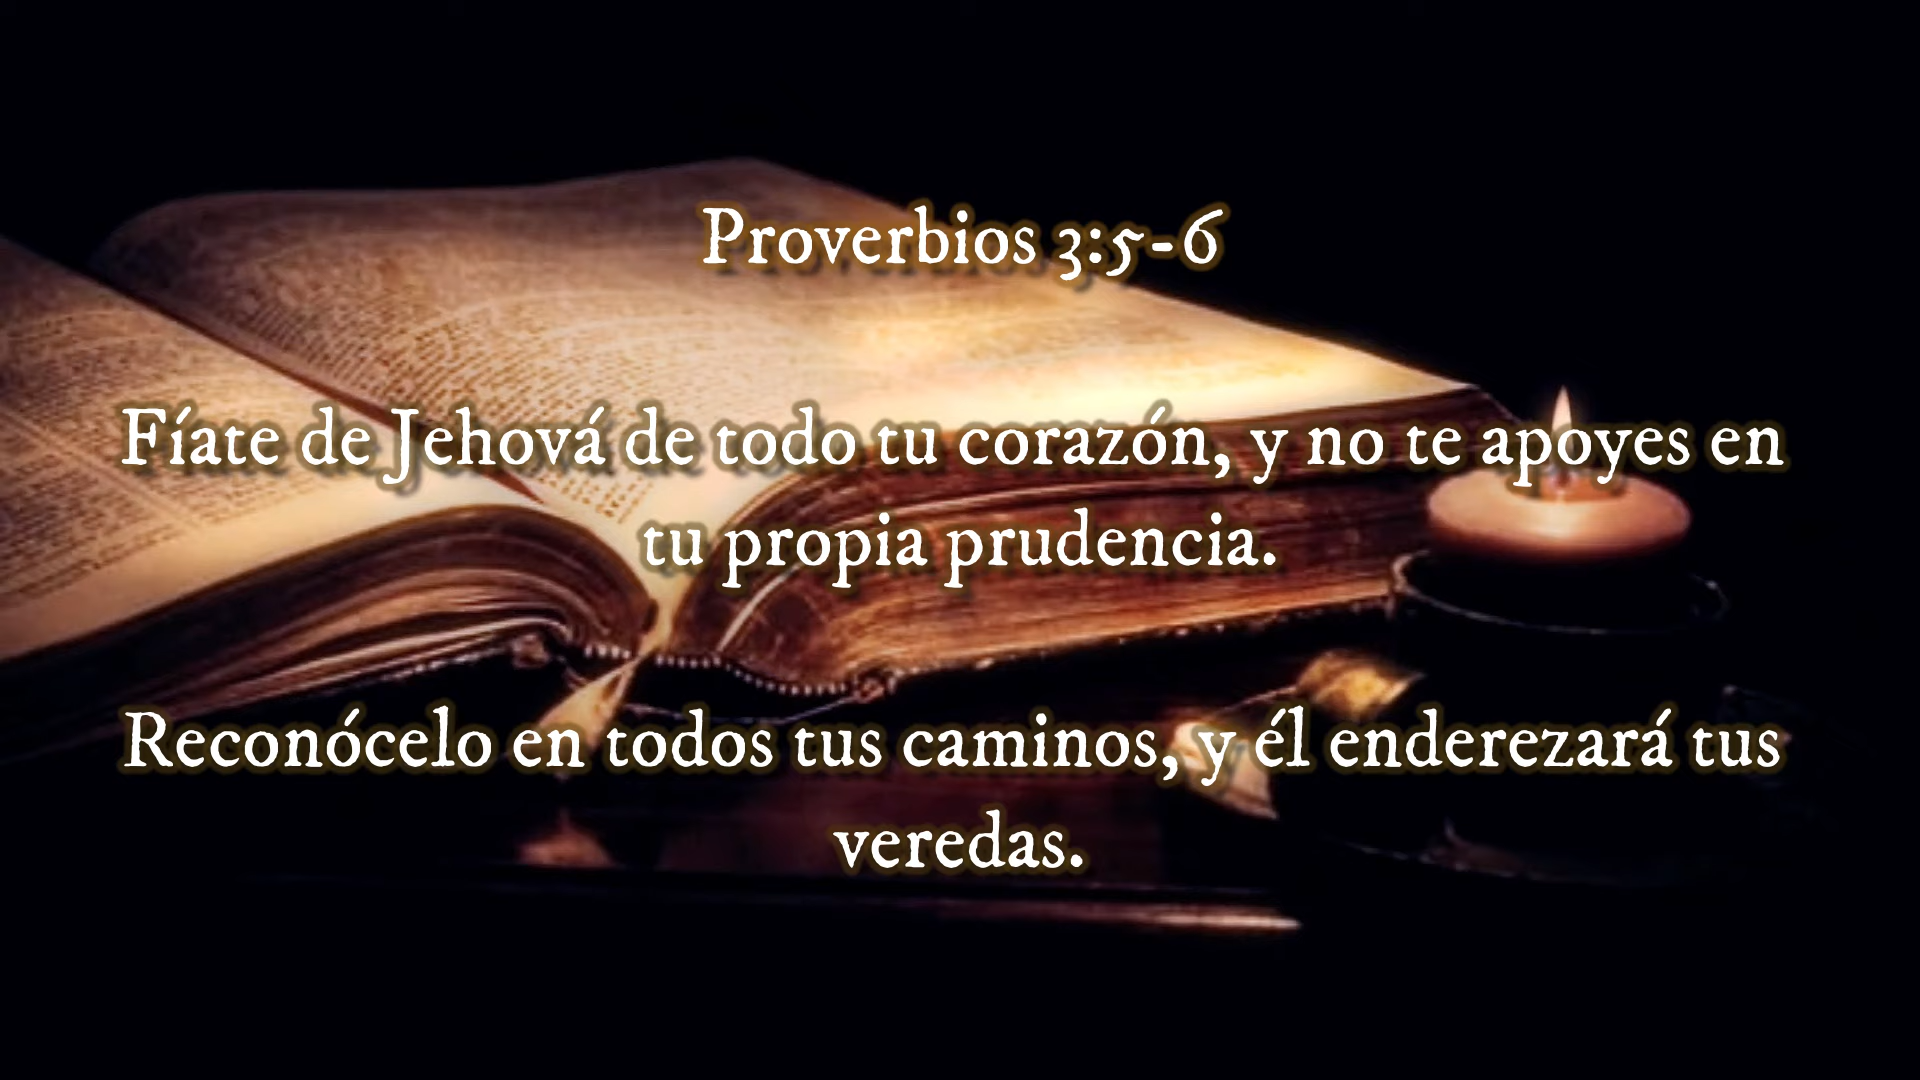 Proverbios 3:5-6
Fíate de Jehová de todo tu corazón, y no te apoyes en
tu propia prudencia.
Reconócelo en todos tus caminos, y él enderezará tus
veredas.